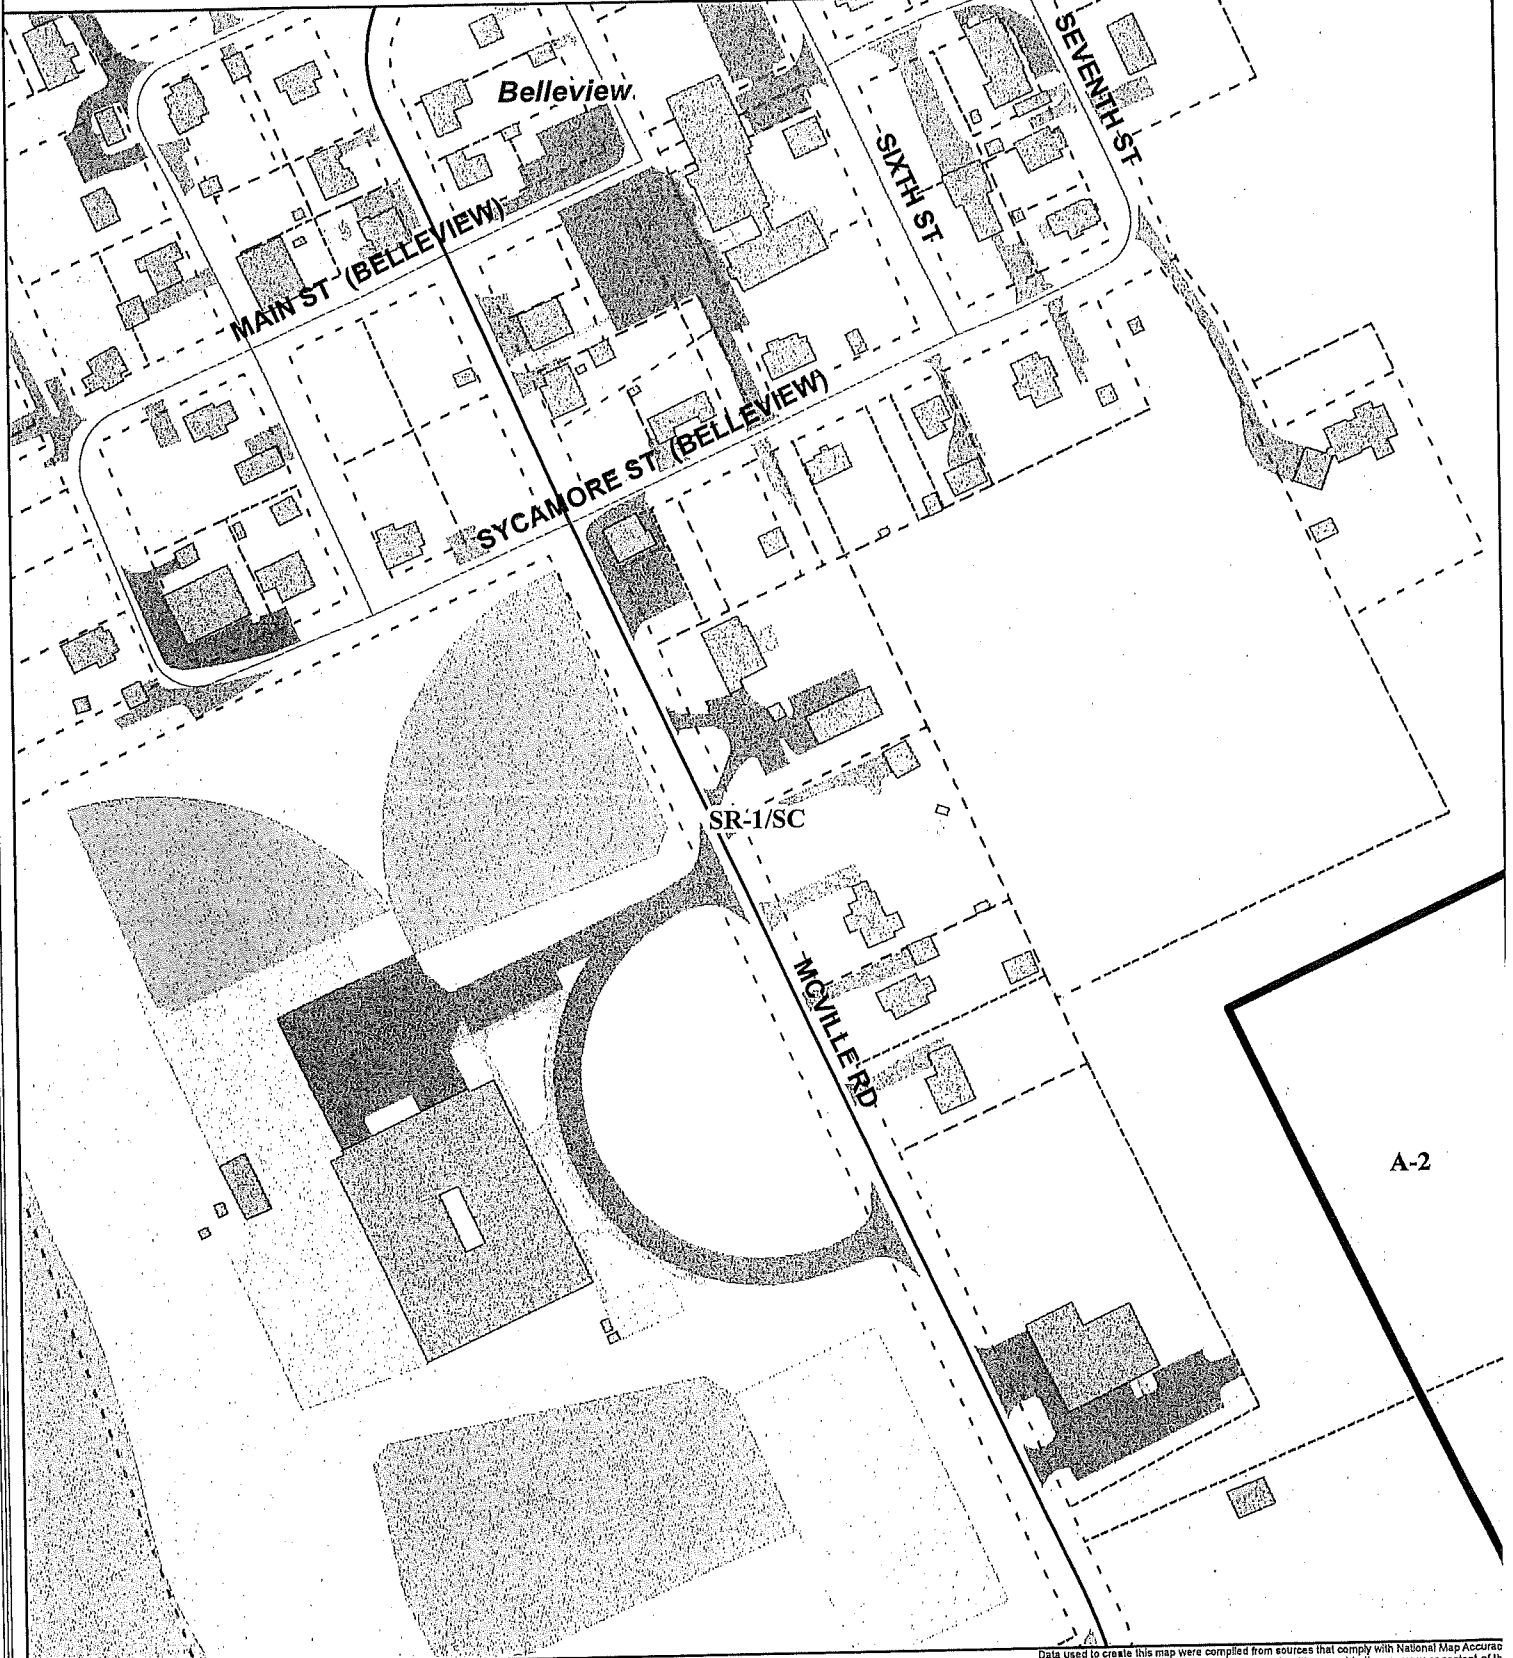 SEVENTH ST
Belleview
SIXTH ST
MAIN ST (BELLEVIEW)
SYCAMORE ST (BELLEVIEW)
SR-1/SC
MCVILLE RD
A-2
Data used to create this map were compiled from sources that comply with National Map Accurac